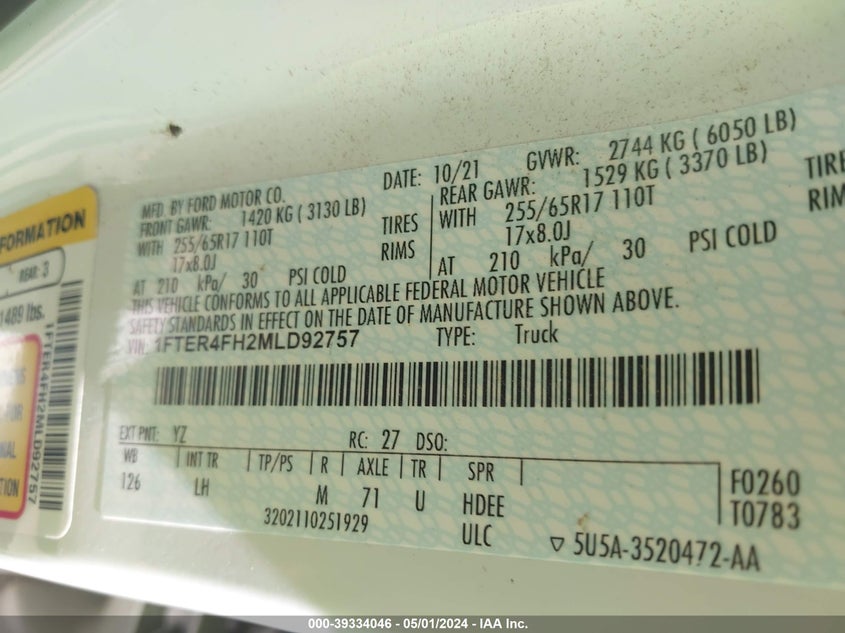 MFD. BY FORD MOTOR CO.
DATE: 10/21 GVWR: 2744 KG ( 6050 LB)
FRONT GAWR: 1420 KG ( 3130 LB)
REAR GAWR: 1529 KG ( 3370 LB)
WITH 255/65R17 110T TIRES
WITH 255/65R17 110T TIRE
17x8.0J RIMS
17x8.0J RIM
AT 210 kPa/ 30 PSI COLD
AT 210 kPa/ 30 PSI COLD
THIS VEHICLE CONFORMS TO ALL APPLICABLE FEDERAL MOTOR VEHICLE
SAFETY STANDARDS IN EFFECT ON THE DATE OF MANUFACTURE SHOWN ABOVE.
VIN: 1FTER4FH2MLD92757 TYPE: Truck
EXT PNT: YZ RC: 27 DSO:
WB INT TR TP/PS R AXLE TR SPR
126 LH M 71 U HDEE
3202110251929 ULC
F0260
T0783
▽ 5U5A-3520472-AA
FORMATION
REAR: 3
1489 lbs.
1FTER4FH2MLD92757
000-39334046 - 05/01/2024 - IAA Inc.